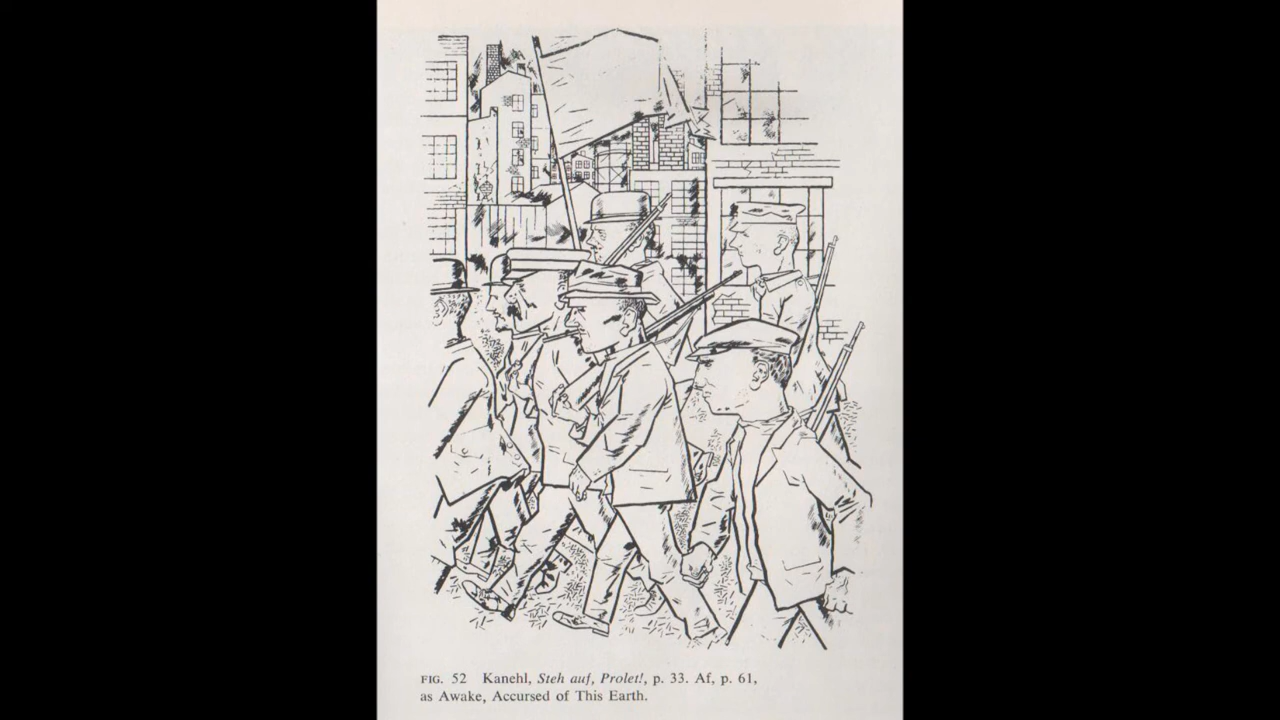 FIG. 52 Kanehl, Steh auf, Prolet!, p. 33. Af, p. 61,
as Awake, Accursed of This Earth.